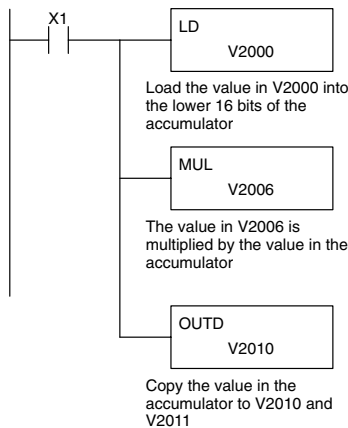 X1
LD
V2000
Load the value in V2000 into
the lower 16 bits of the
accumulator
MUL
V2006
The value in V2006 is
multiplied by the value in the
accumulator
OUTD
V2010
Copy the value in the
accumulator to V2010 and
V2011